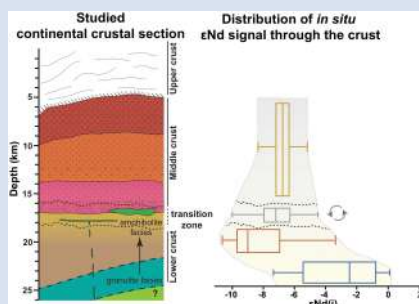 Studied
continental crustal section
Distribution of in situ
εNd signal through the crust
Depth (km)
5
10
15
20
25
Upper crust
Middle crust
transition
zone
Lower crust
amphibolite
facies
granulite facies
?
-10 -8 -6 -4 -2 0
εNd(i)